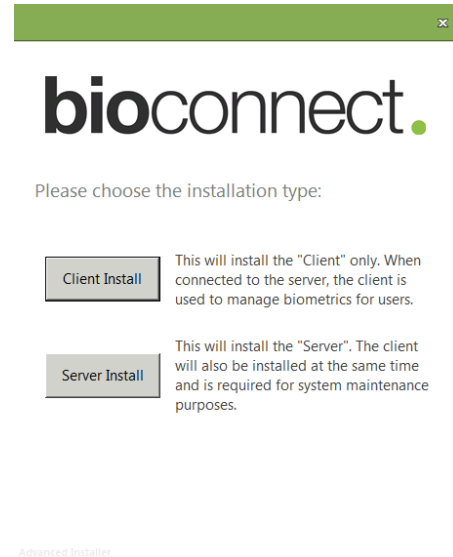 bioconnect.
Please choose the installation type:
Client Install
This will install the "Client" only. When
connected to the server, the client is
used to manage biometrics for users.
Server Install
This will install the "Server". The client
will also be installed at the same time
and is required for system maintenance
purposes.
Advanced Installer